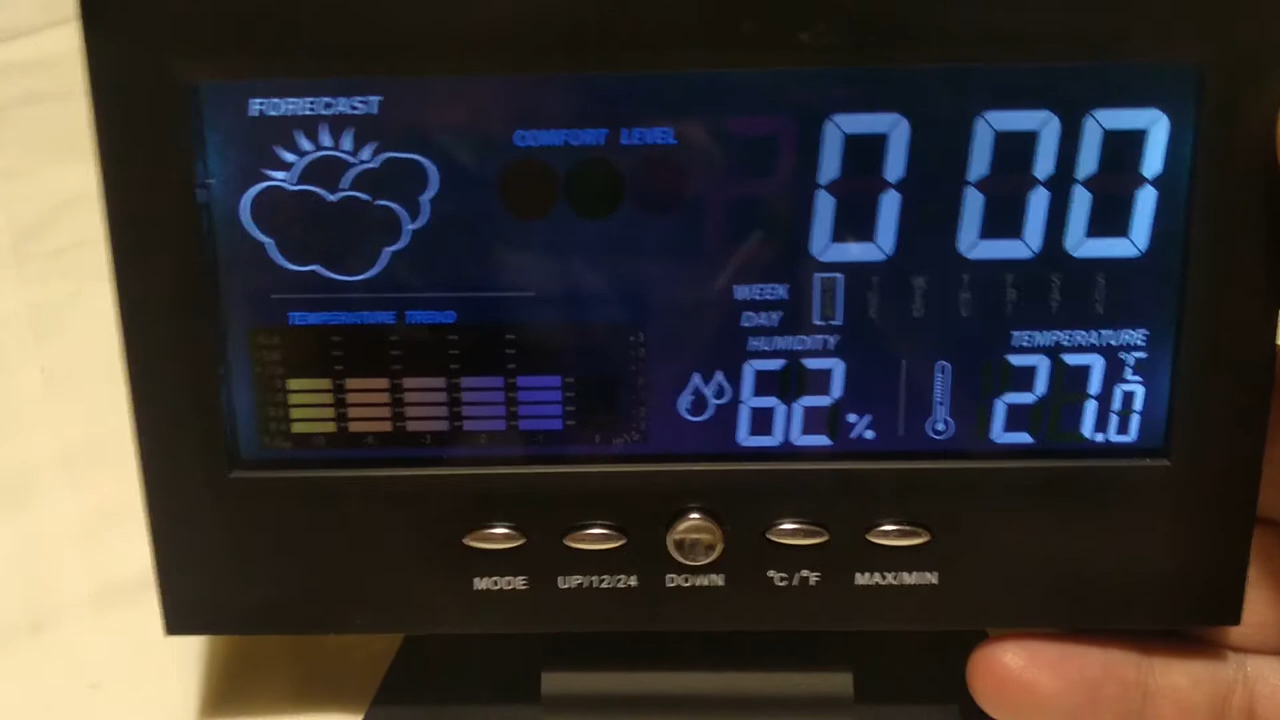 FORECAST
COMFORT LEVEL
0 00
WEEK
DAY
TEMPERATURE TREND
HUMIDITY
62 %
TEMPERATURE
27.0 °C
MODE
UP/12/24
DOWN
°C/°F
MAX/MIN